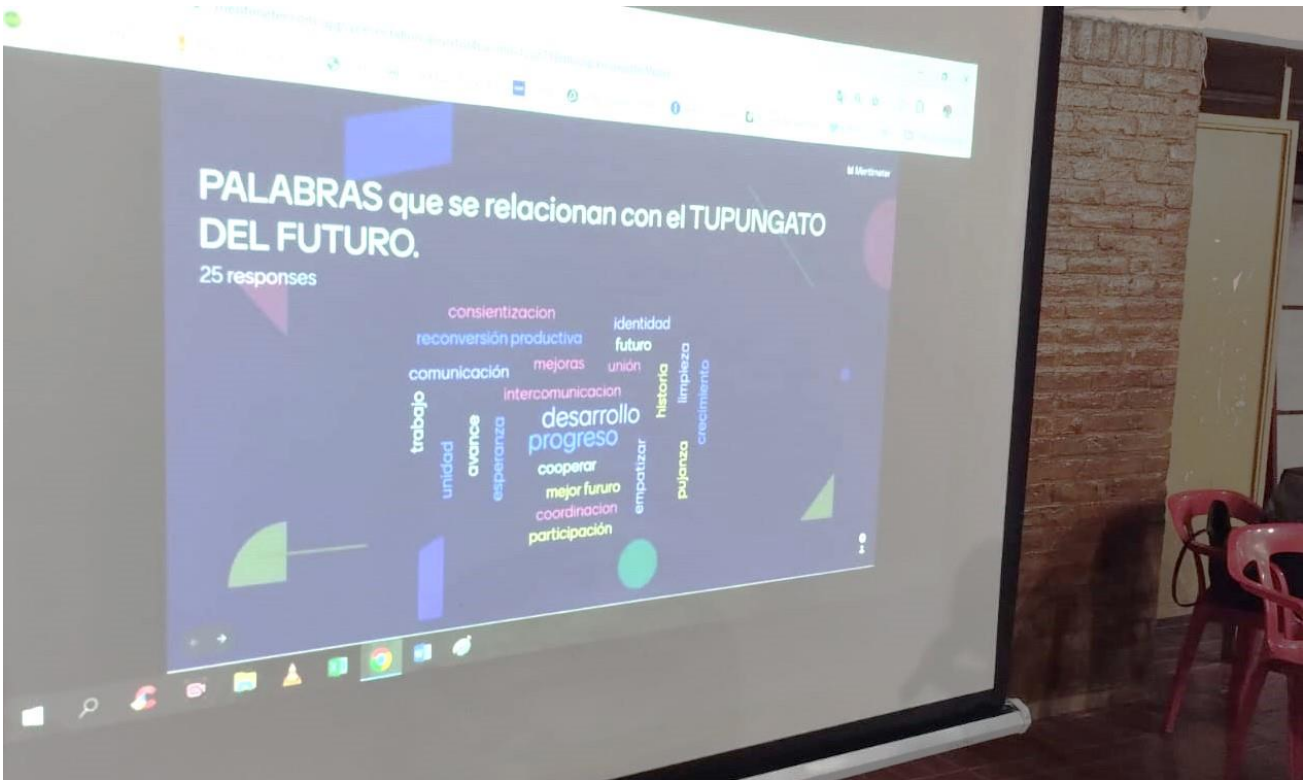 Mentimeter
PALABRAS que se relacionan con el TUPUNGATO
DEL FUTURO.
25 responses
consientizacion
identidad
reconversión productiva
futuro
mejoras
unión
comunicación
intercomunicacion
historia
limpieza
crecimiento
trabajo
desarrollo
avance
esperanza
unidad
progreso
cooperar
empatizar
pujanza
mejor fururo
coordinacion
participación